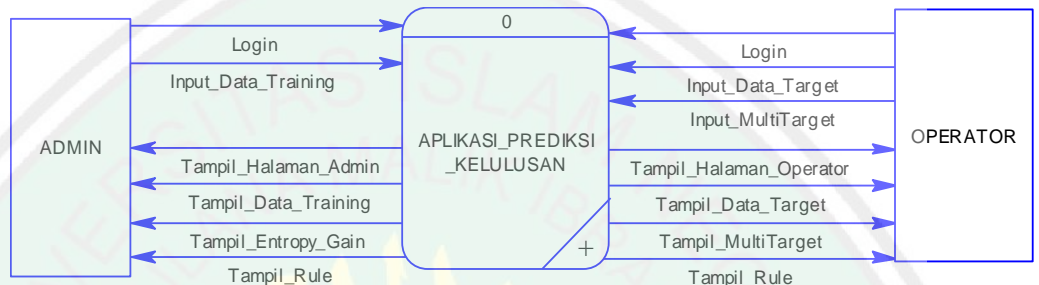 0
Login
Input_Data_Training
Login
Input_Data_Target
Input_MultiTarget
ADMIN
APLIKASI_PREDIKSI
_KELULUSAN
OPERATOR
Tampil_Halaman_Admin
Tampil_Data_Training
Tampil_Entropy_Gain
Tampil_Rule
Tampil_Halaman_Operator
Tampil_Data_Target
Tampil_MultiTarget
Tampil_Rule
+